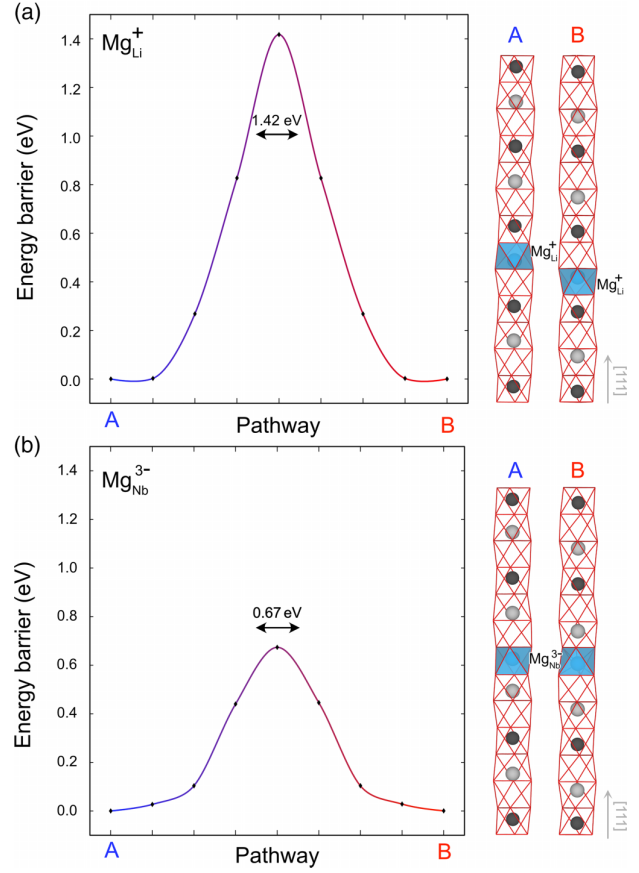 (a)
Mg+Li
1.42 eV
Energy barrier (eV)
1.4
1.2
1.0
0.8
0.6
0.4
0.2
0.0
A
Pathway
B
A B
Mg+Li
Mg+Li
[111]
(b)
Mg3-Nb
0.67 eV
Energy barrier (eV)
1.4
1.2
1.0
0.8
0.6
0.4
0.2
0.0
A
Pathway
B
A B
Mg3-Nb
[111]